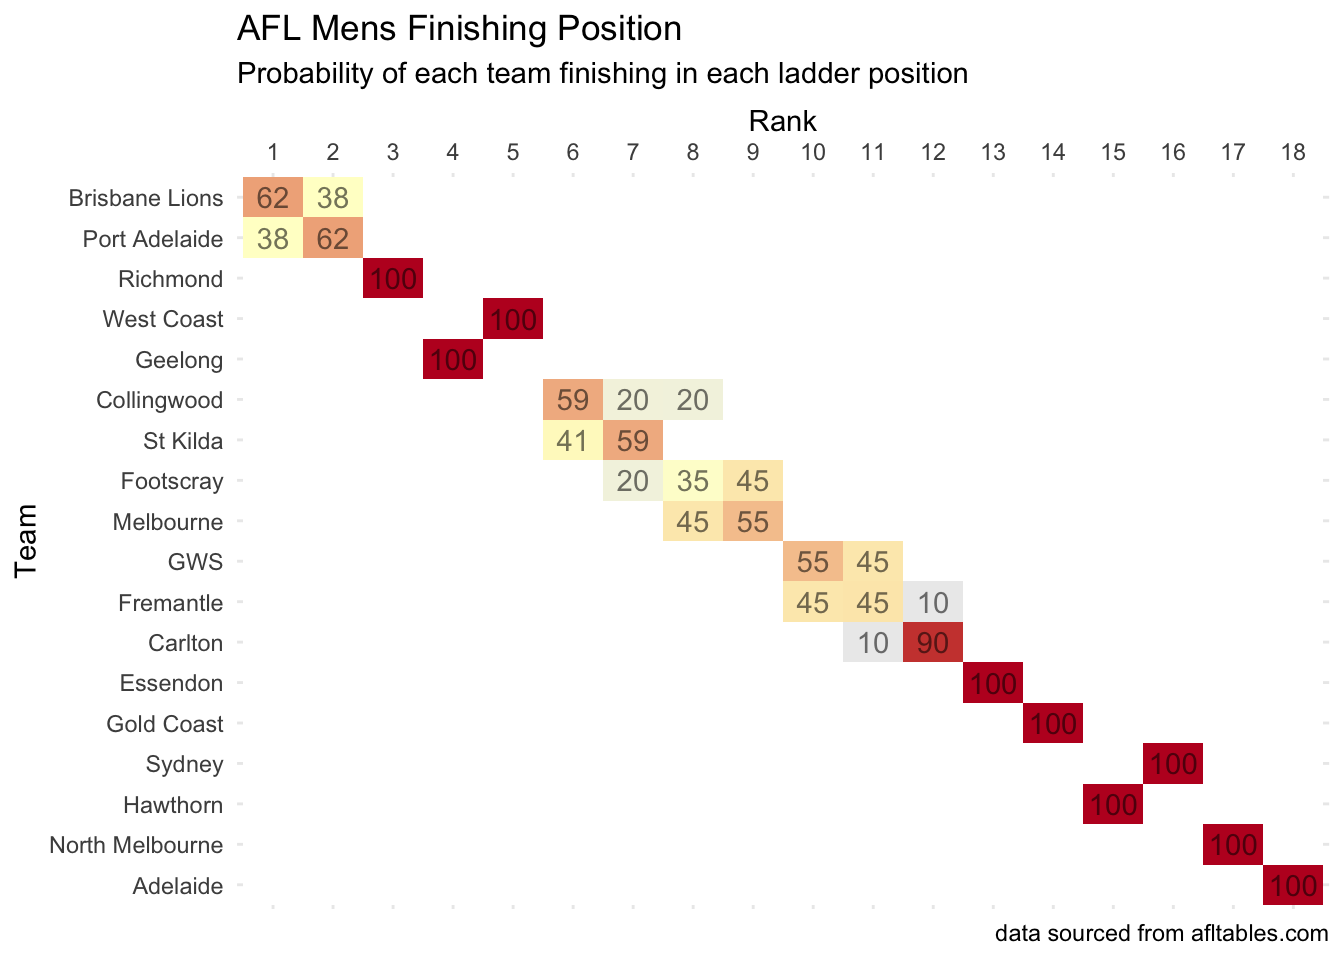 AFL Mens Finishing Position
Probability of each team finishing in each ladder position
Rank
1 2 3 4 5 6 7 8 9 10 11 12 13 14 15 16 17 18
Team
Brisbane Lions 62 38
Port Adelaide 38 62
Richmond 100
West Coast 100
Geelong 100
Collingwood 59 20 20
St Kilda 41 59
Footscray 20 35 45
Melbourne 45 55
GWS 55 45
Fremantle 45 45 10
Carlton 10 90
Essendon 100
Gold Coast 100
Sydney 100
Hawthorn 100
North Melbourne 100
Adelaide 100
data sourced from afltables.com